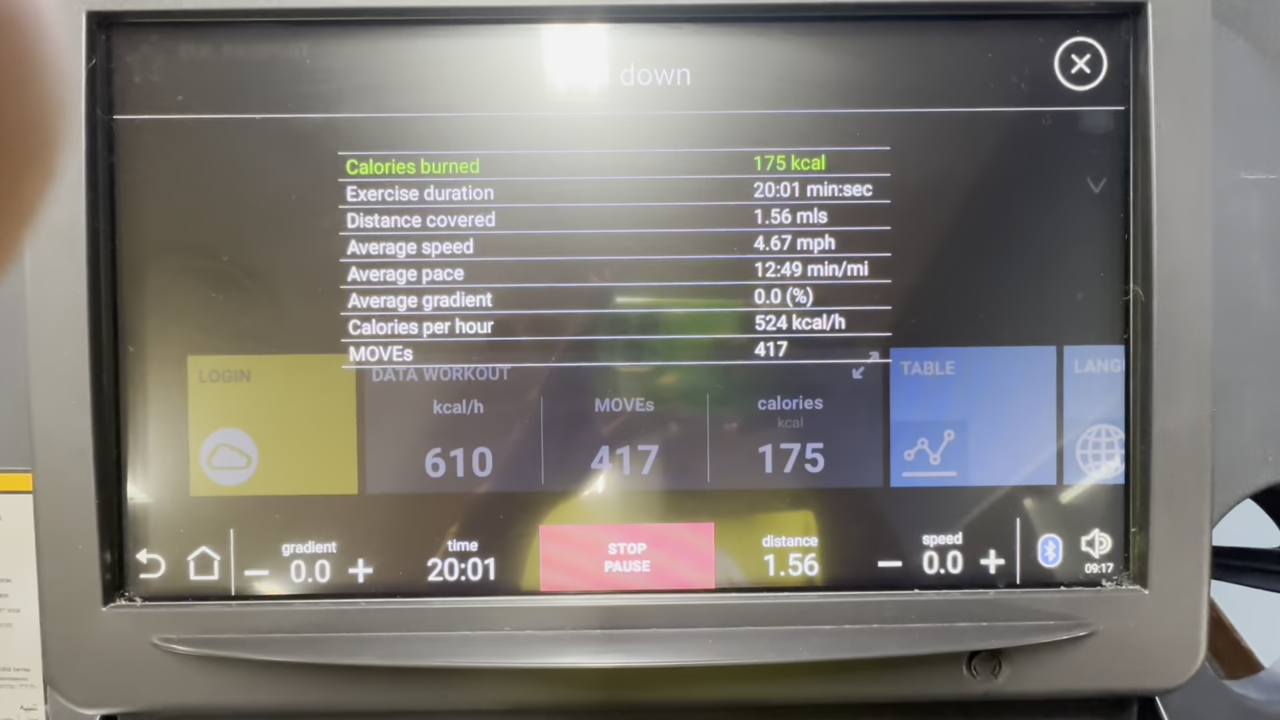 down
Calories burned 175 kcal
Exercise duration 20:01 min:sec
Distance covered 1.56 mls
Average speed 4.67 mph
Average pace 12:49 min/mi
Average gradient 0.0 (%)
Calories per hour 524 kcal/h
MOVEs 417
LOGIN
DATA WORKOUT
TABLE
LANG
kcal/h MOVEs calories
kcal
610 417 175
gradient time STOP distance speed
− 0.0 + 20:01 PAUSE 1.56 − 0.0 +
09:17